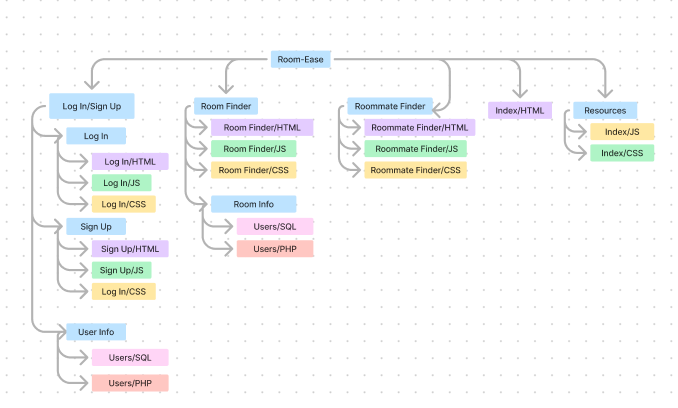 Room-Ease
Log In/Sign Up
Log In
Log In/HTML
Log In/JS
Log In/CSS
Sign Up
Sign Up/HTML
Sign Up/JS
Log In/CSS
User Info
Users/SQL
Users/PHP
Room Finder
Room Finder/HTML
Room Finder/JS
Room Finder/CSS
Room Info
Users/SQL
Users/PHP
Roommate Finder
Roommate Finder/HTML
Roommate Finder/JS
Roommate Finder/CSS
Index/HTML
Resources
Index/JS
Index/CSS